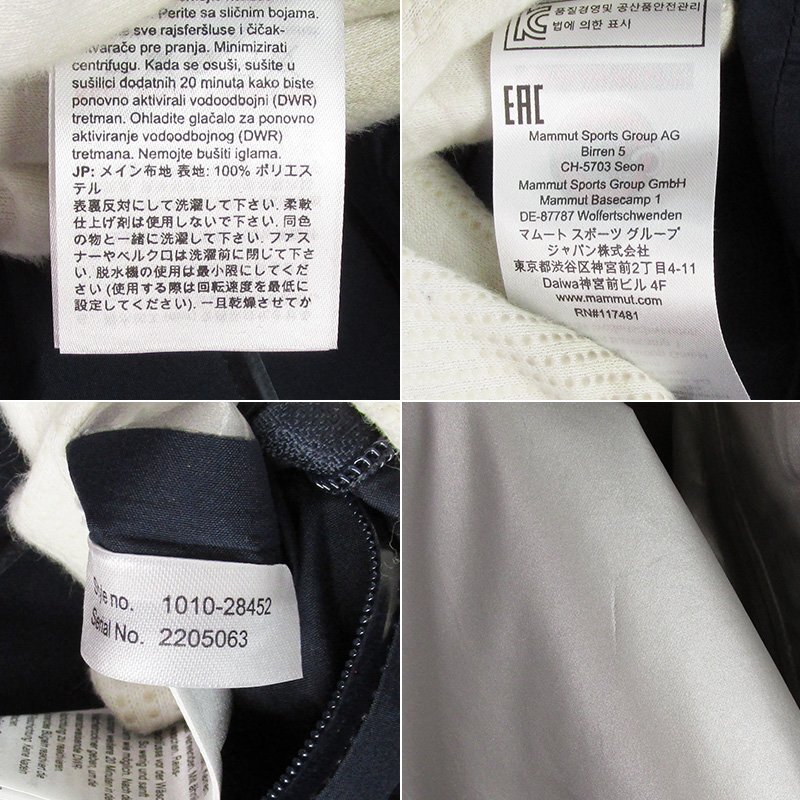 . Perite sa sličnim bojama.
sve rajsferšluse i čičak-
tvarače pre pranja. Minimizirati
centrifugu. Kada se osuši, sušite u
sušilici dodatnih 20 minuta kako biste
ponovno aktivirali vodoodbojni (DWR)
tretman. Ohladite glačalo za ponovno
aktiviranje vodoodbojnog (DWR)
tretmana. Nemojte bušiti iglama.
JP: メイン布地 表地: 100% ポリエス
テル
表裏反対にして洗濯して下さい. 柔軟
仕上げ剤は使用しないで下さい. 同色
の物と一緒に洗濯して下さい. ファス
ナーやベルクロは洗濯前に閉じて下さ
い. 脱水機の使用は最小限にしてくださ
い (使用する際は回転速度を最低に
設定してください). 一旦乾燥させてか
품질경영및 공산품안전관리
법에 의한 표시
EAC
Mammut Sports Group AG
Birren 5
CH-5703 Seon
Mammut Sports Group GmbH
Mammut Basecamp 1
DE-87787 Wolfertschwenden
マムート スポーツ グループ
ジャパン株式会社
東京都渋谷区神宮前2丁目4-11
Daiwa神宮前ビル 4F
www.mammut.com
RN#117481
Style no. 1010-28452
Serial No. 2205063